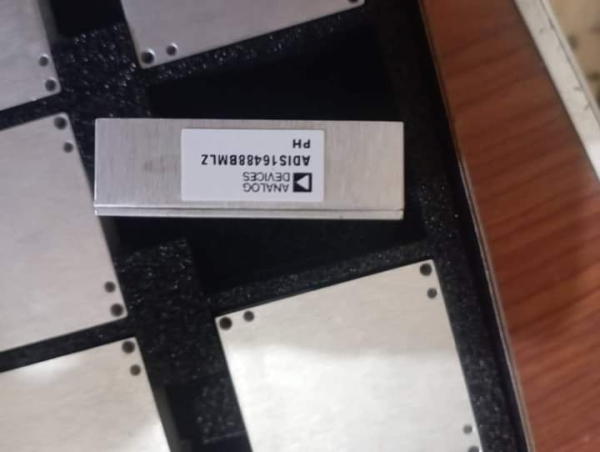 ANALOG
DEVICES
ADIS16488BMLZ
PH